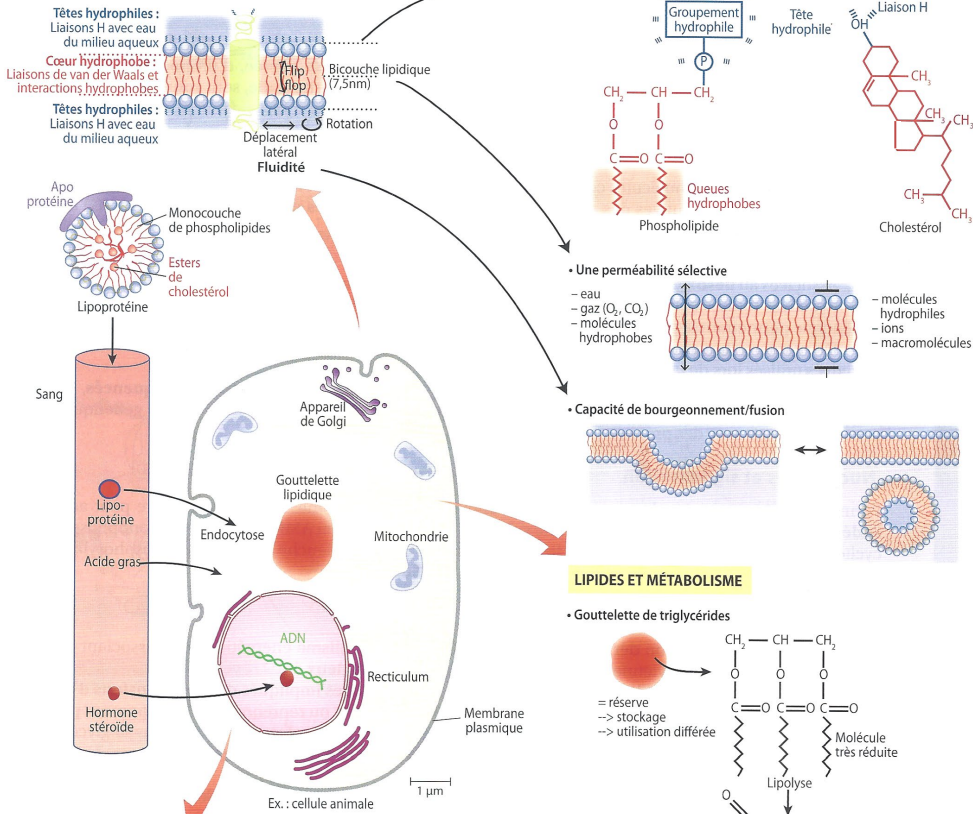 Têtes hydrophiles :
Liaisons H avec eau
du milieu aqueux
Cœur hydrophobe :
Liaisons de van der Waals et
interactions hydrophobes
Têtes hydrophiles :
Liaisons H avec eau
du milieu aqueux
Flip
flop
Bicouche lipidique
(7,5nm)
Rotation
Déplacement
latéral
Fluidité
Groupement
hydrophile
P
CH2 CH CH2
O O
C O C O
Queues
hydrophobes
Phospholipide
Tête
hydrophile
Liaison H
OH
CH3
CH3
CH3
CH3
CH3
Cholestérol
Apo
protéine
Monocouche
de phospholipides
Esters
de
cholestérol
Lipoprotéine
• Une perméabilité sélective
– eau
– gaz (O2, CO2)
– molécules
hydrophobes
– molécules
hydrophiles
– ions
– macromolécules
• Capacité de bourgeonnement/fusion
Sang
Lipo-
protéine
Acide gras
Hormone
stéroïde
Appareil
de Golgi
Gouttelette
lipidique
Endocytose
Mitochondrie
ADN
Recticulum
Membrane
plasmique
1 µm
Ex. : cellule animale
LIPIDES ET MÉTABOLISME
• Gouttelette de triglycérides
= réserve
--> stockage
--> utilisation différée
CH2 CH CH2
O O O
C O C O C O
Molécule
très réduite
Lipolyse
O